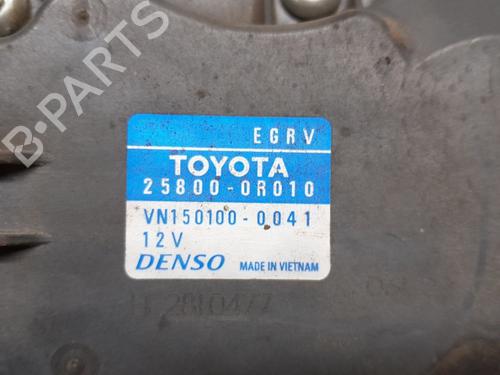 B-PARTS
EGRV
TOYOTA
25800-0R010
VN150100-0041
12V
DENSO MADE IN VIETNAM